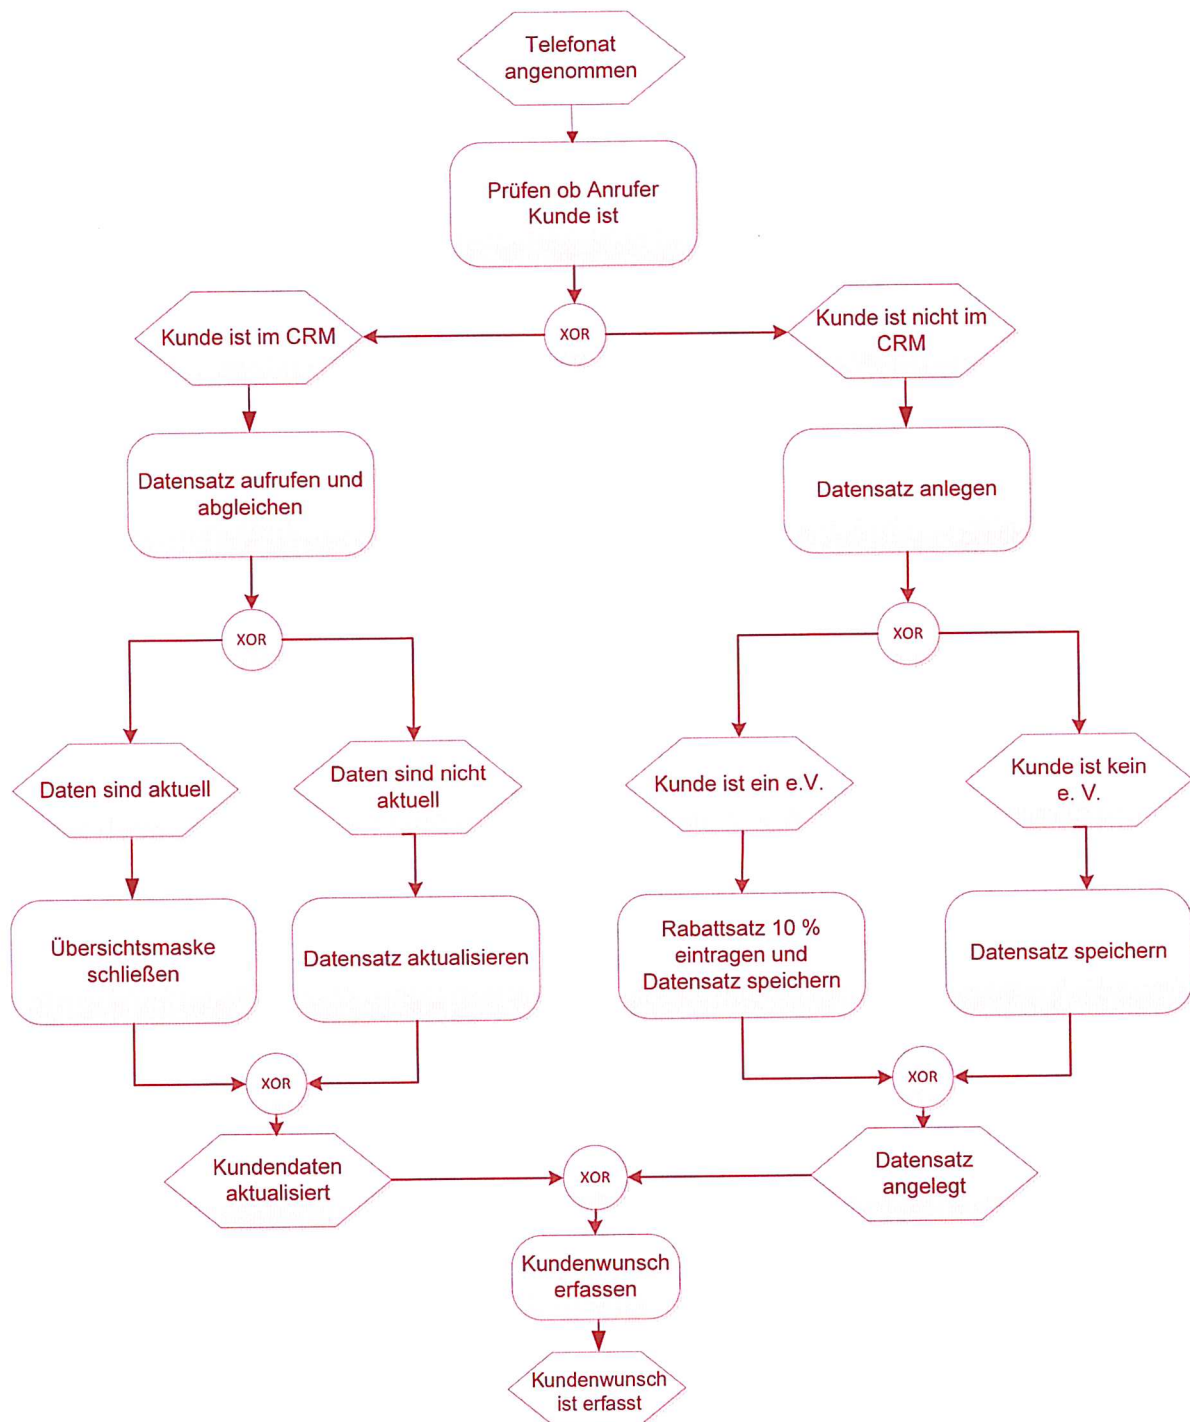 Telefonat
angenommen
Prüfen ob Anrufer
Kunde ist
Kunde ist im CRM
XOR
Kunde ist nicht im
CRM
Datensatz aufrufen und
abgleichen
Datensatz anlegen
XOR
XOR
Daten sind aktuell
Daten sind nicht
aktuell
Kunde ist ein e.V.
Kunde ist kein
e. V.
Übersichtsmaske
schließen
Datensatz aktualisieren
Rabattsatz 10 %
eintragen und
Datensatz speichern
Datensatz speichern
XOR
XOR
Kundendaten
aktualisiert
XOR
Datensatz
angelegt
Kundenwunsch
erfassen
Kundenwunsch
ist erfasst